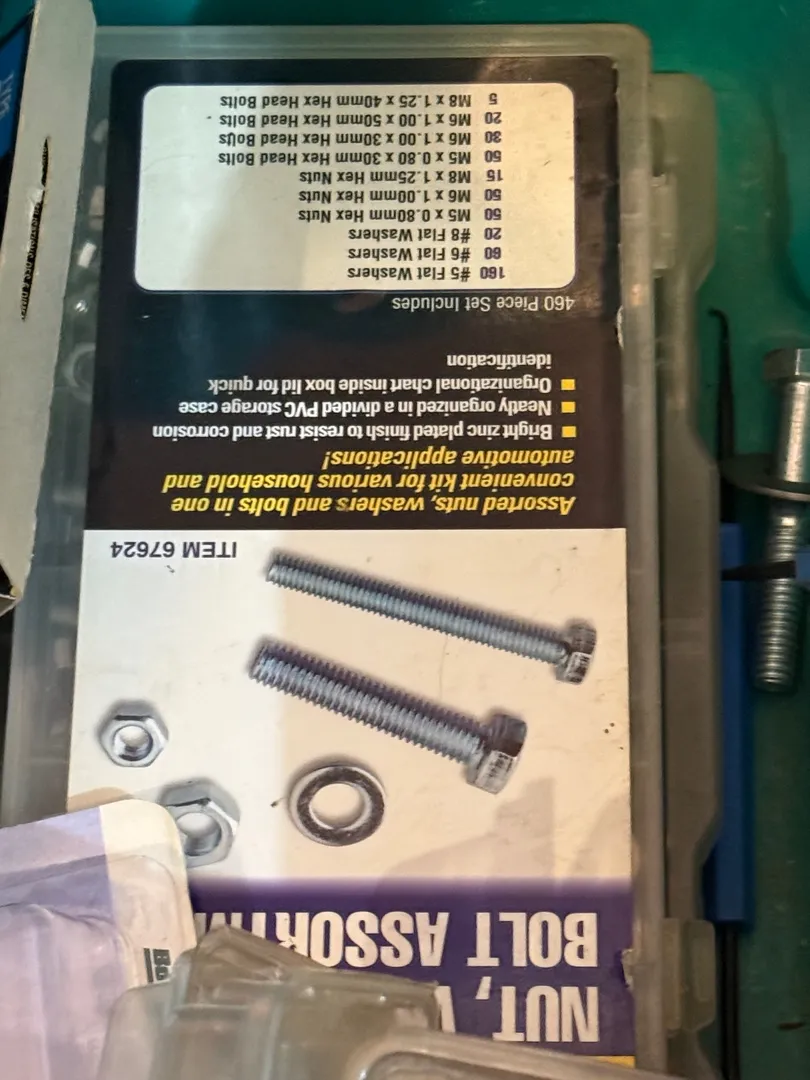 NUT,
BOLT
ITEM 67624
Assorted nuts, washers and bolts in one
convenient kit for various household and
automotive applications!
Bright zinc plated finish to resist rust and corrosion
Neatly organized in a divided PVC storage case
Organizational chart inside box lid for quick
identification
460 Piece Set Includes
160 #5 Flat Washers
60 #6 Flat Washers
20 #8 Flat Washers
50 M5 x 0.80mm Hex Nuts
50 M6 x 1.00mm Hex Nuts
15 M8 x 1.25mm Hex Nuts
50 M5 x 0.80 x 30mm Hex Head Bolts
30 M6 x 1.00 x 30mm Hex Head Bolts
20 M6 x 1.00 x 50mm Hex Head Bolts
5 M8 x 1.25 x 40mm Hex Head Bolts